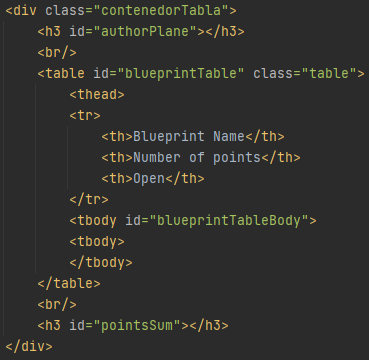 <div class="contenedorTabla">
    <h3 id="authorPlane"></h3>
    <br/>
    <table id="blueprintTable" class="table">
        <thead>
        <tr>
            <th>Blueprint Name</th>
            <th>Number of points</th>
            <th>Open</th>
        </tr>
        <tbody id="blueprintTableBody">
        <tbody>
        </tbody>
    </table>
    <br/>
    <h3 id="pointsSum"></h3>
</div>